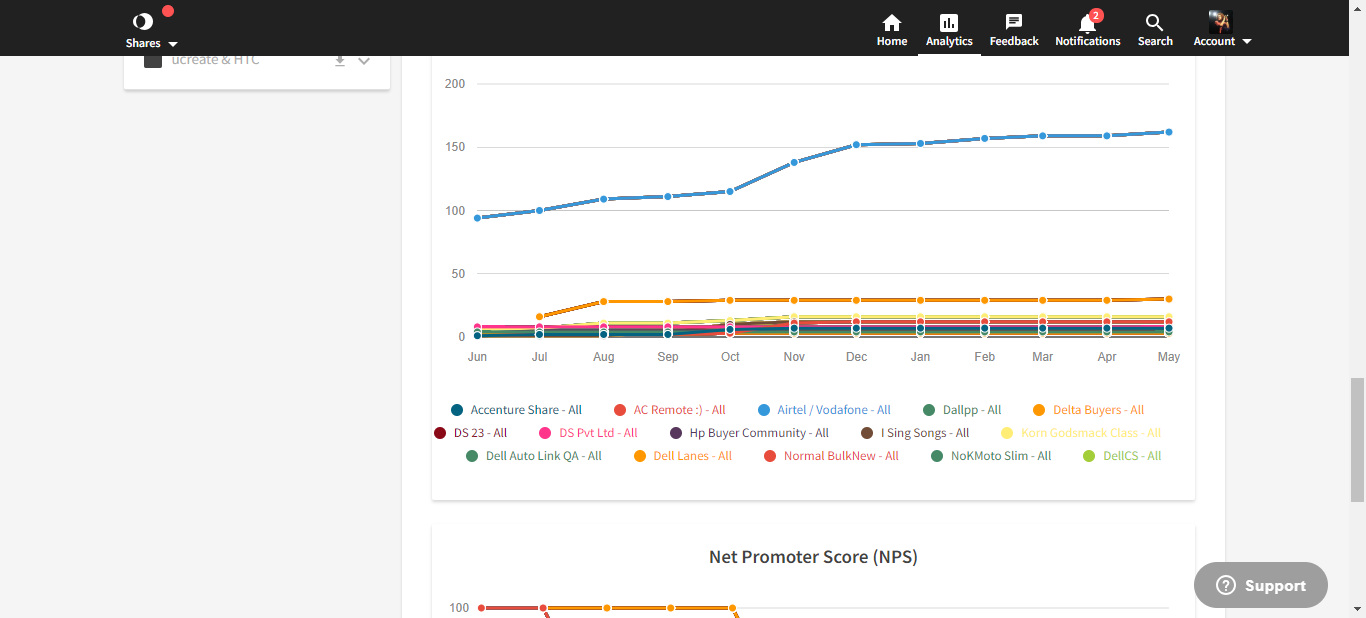 Shares
Home Analytics Feedback Notifications 2 Search Account
ucreate & HTC
200
150
100
50
0
Jun Jul Aug Sep Oct Nov Dec Jan Feb Mar Apr May
Accenture Share - All AC Remote :) - All Airtel / Vodafone - All Dallpp - All Delta Buyers - All
DS 23 - All DS Pvt Ltd - All Hp Buyer Community - All I Sing Songs - All Korn Godsmack Class - All
Dell Auto Link QA - All Dell Lanes - All Normal BulkNew - All NoKMoto Slim - All DellCS - All
Net Promoter Score (NPS)
100
? Support